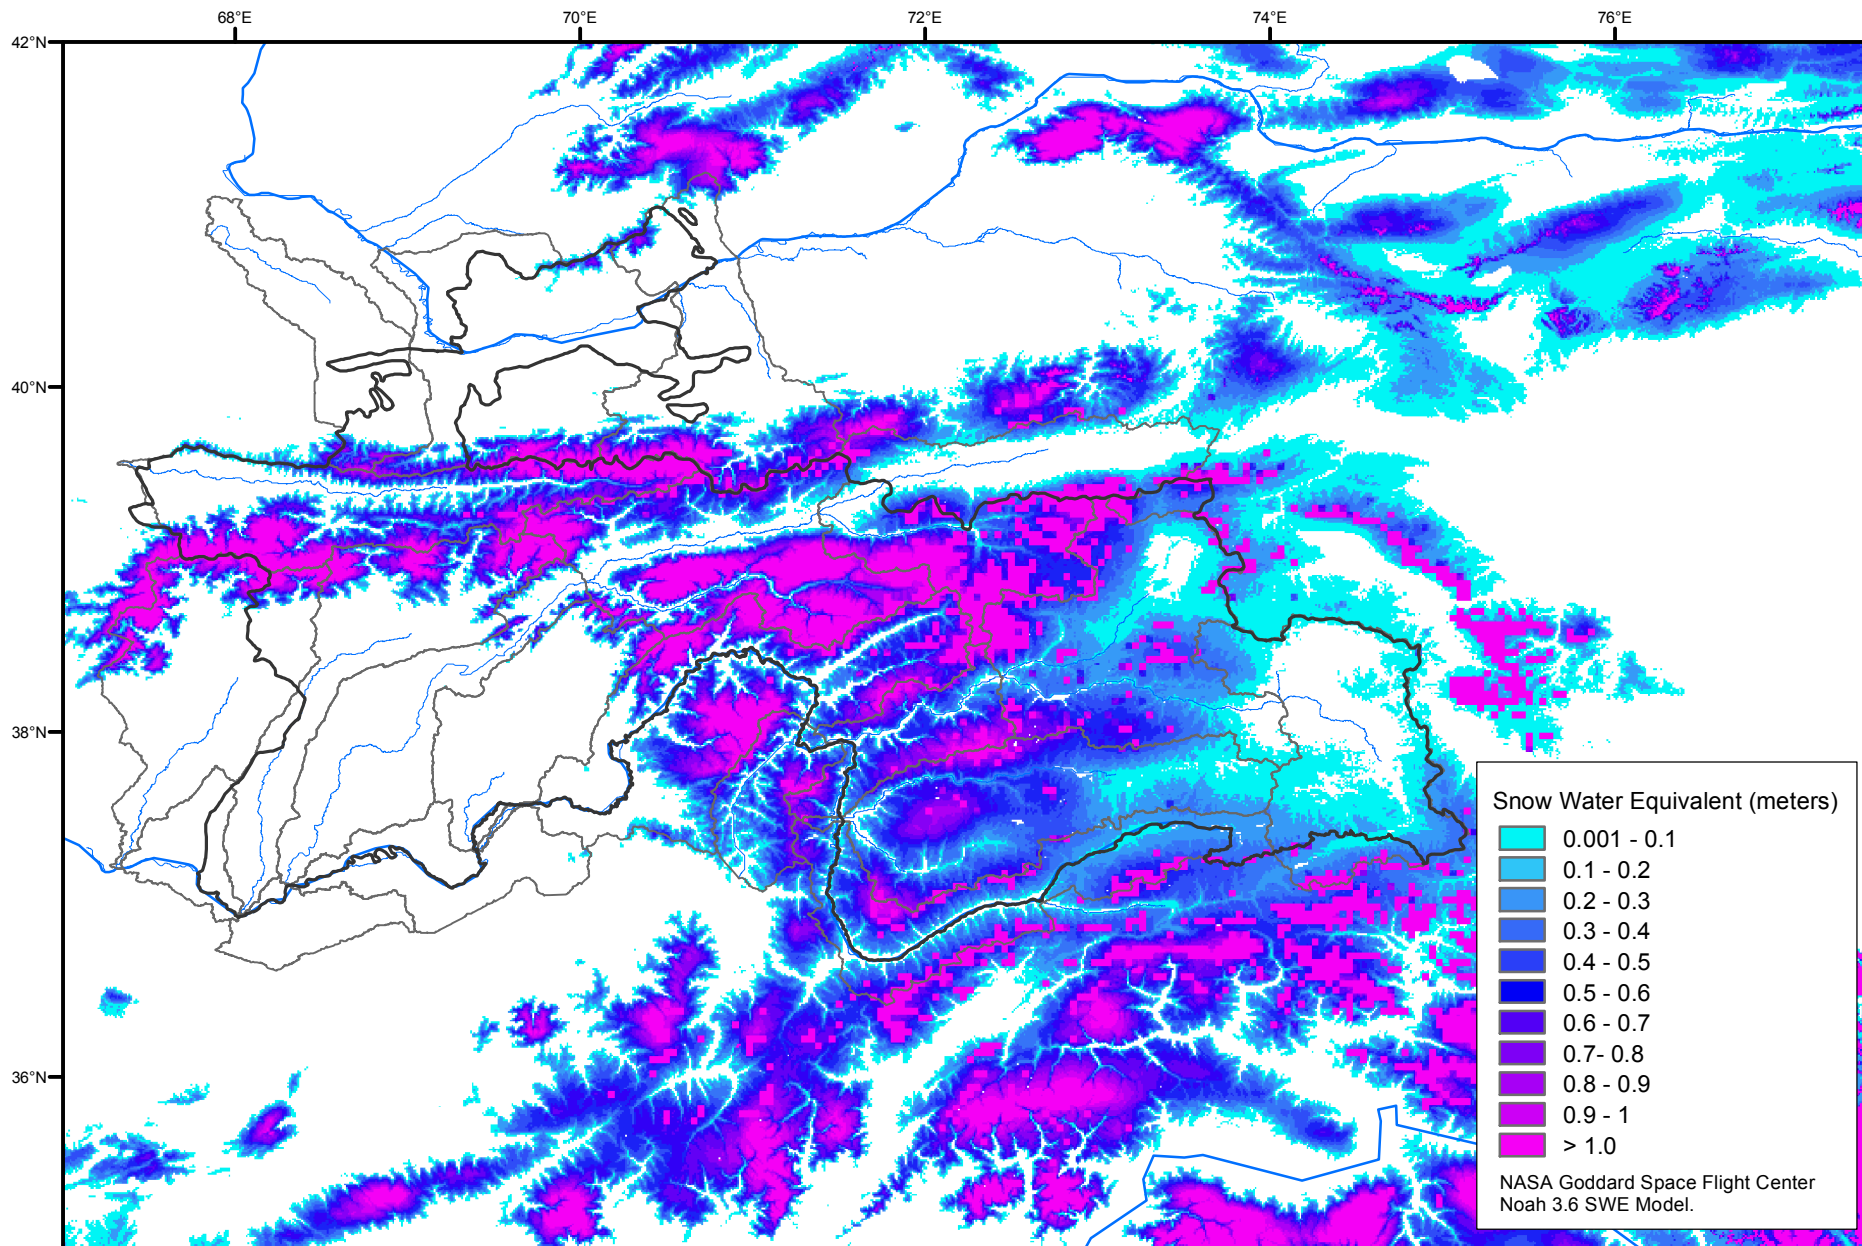 68°E 70°E 72°E 74°E 76°E
42°N
40°N
38°N
36°N
Snow Water Equivalent (meters)
0.001 - 0.1
0.1 - 0.2
0.2 - 0.3
0.3 - 0.4
0.4 - 0.5
0.5 - 0.6
0.6 - 0.7
0.7- 0.8
0.8 - 0.9
0.9 - 1
> 1.0
NASA Goddard Space Flight Center
Noah 3.6 SWE Model.